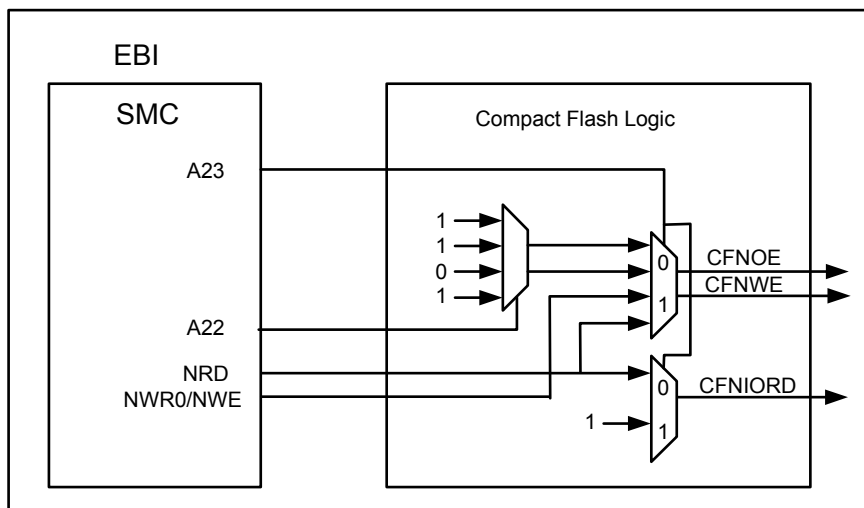 EBI
SMC
Compact Flash Logic
A23
1
1
0
1
0
1
CFNOE
CFNWE
A22
NRD
NWR0/NWE
0
1
1
CFNIORD